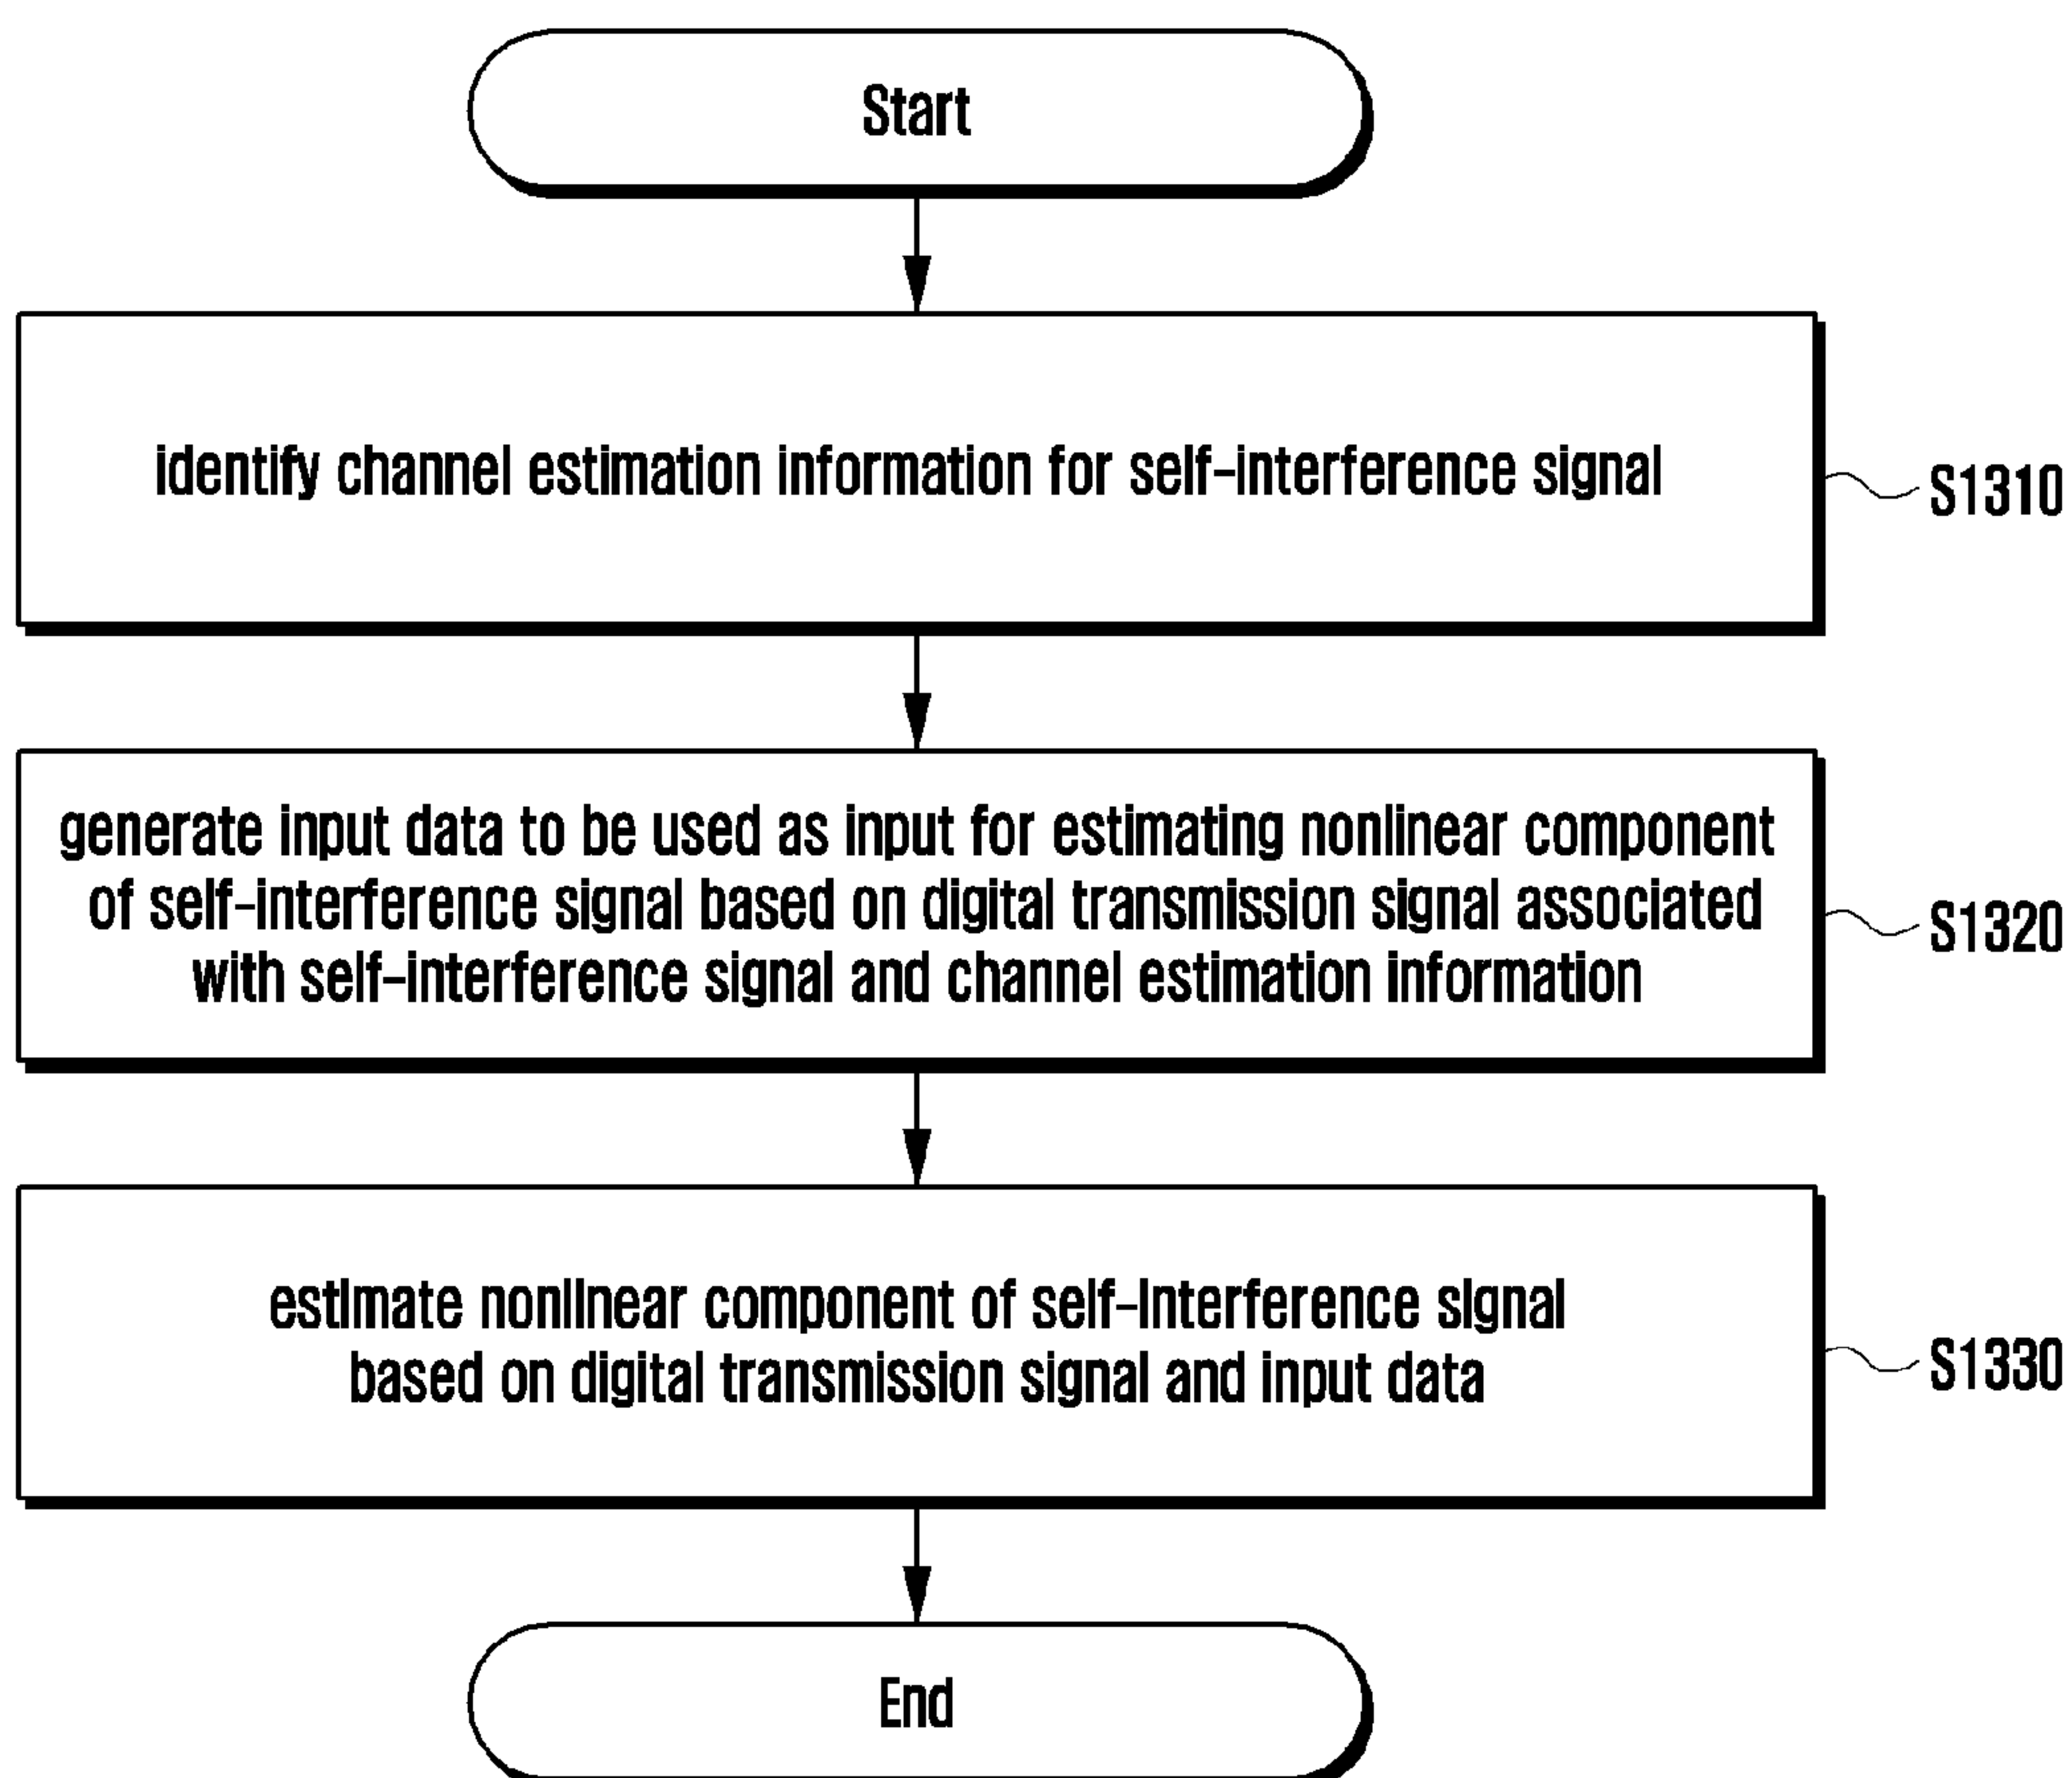 Start
identify channel estimation information for self-interference signal
S1310
generate input data to be used as input for estimating nonlinear component
of self-interference signal based on digital transmission signal associated
with self-interference signal and channel estimation information
S1320
estimate nonlinear component of self-interference signal
based on digital transmission signal and input data
S1330
End